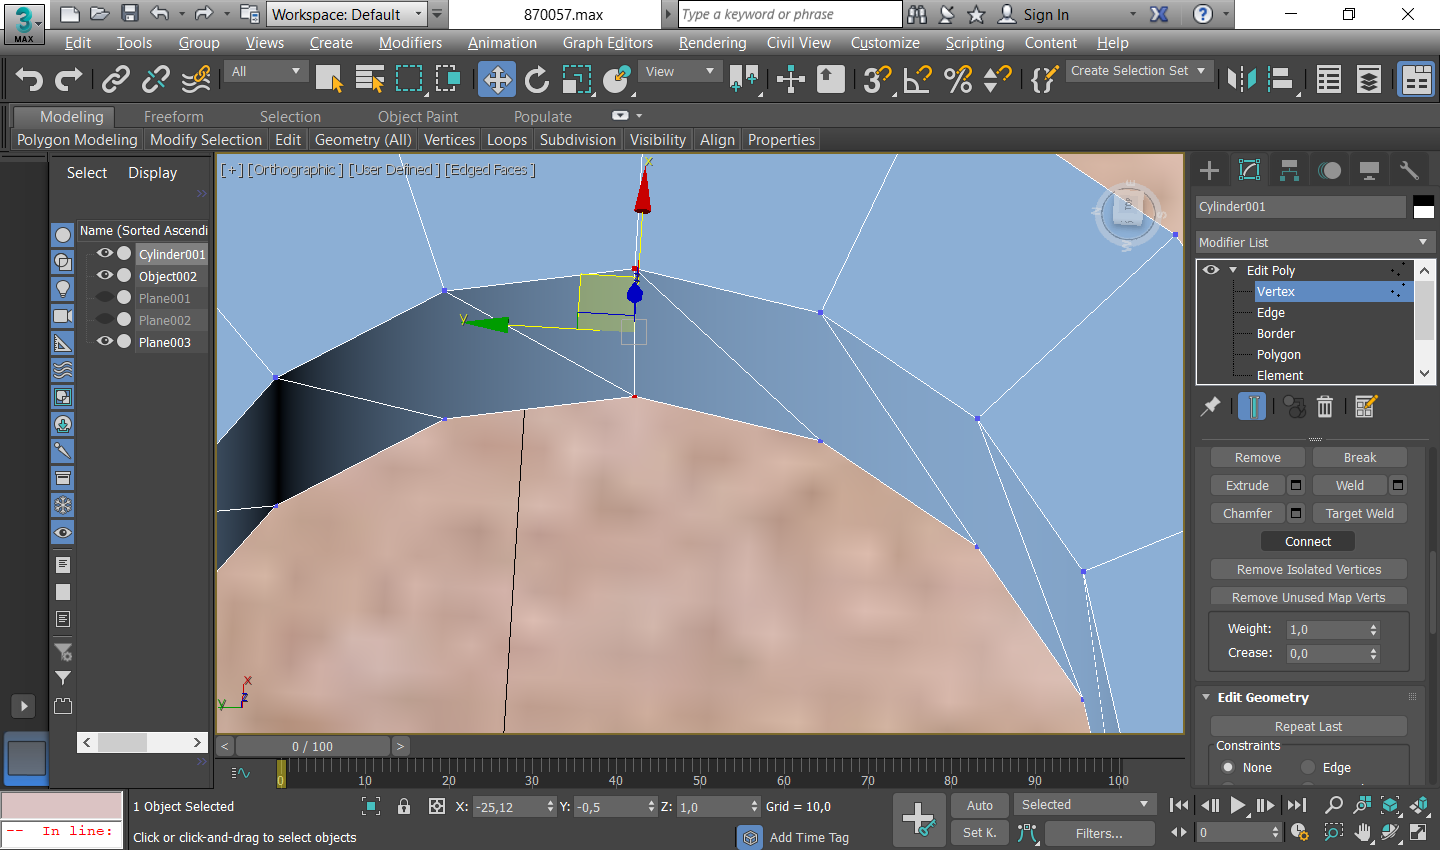 3
MAX
Workspace: Default
870057.max
Type a keyword or phrase
Sign In
Edit Tools Group Views Create Modifiers Animation Graph Editors Rendering Civil View Customize Scripting Content Help
All
View
3
Create Selection Set
Modeling Freeform Selection Object Paint Populate
Polygon Modeling Modify Selection Edit Geometry (All) Vertices Loops Subdivision Visibility Align Properties
Select Display
Name (Sorted Ascendi
Cylinder001
Object002
Plane001
Plane002
Plane003
[ + ] [Orthographic ] [User Defined ] [Edged Faces ]
x
y
z
x
y
z
N
E
S
W
Cylinder001
Modifier List
Edit Poly
Vertex
Edge
Border
Polygon
Element
Remove Break
Extrude Weld
Chamfer Target Weld
Connect
Remove Isolated Vertices
Remove Unused Map Verts
Weight: 1,0
Crease: 0,0
Edit Geometry
Repeat Last
Constraints
None Edge
< 0 / 100 >
0 10 20 30 40 50 60 70 80 90 100
-- In line:
1 Object Selected
X: -25,12 Y: -0,5 Z: 1,0 Grid = 10,0
Click or click-and-drag to select objects
Add Time Tag
Auto Selected
Set K. Filters...
0